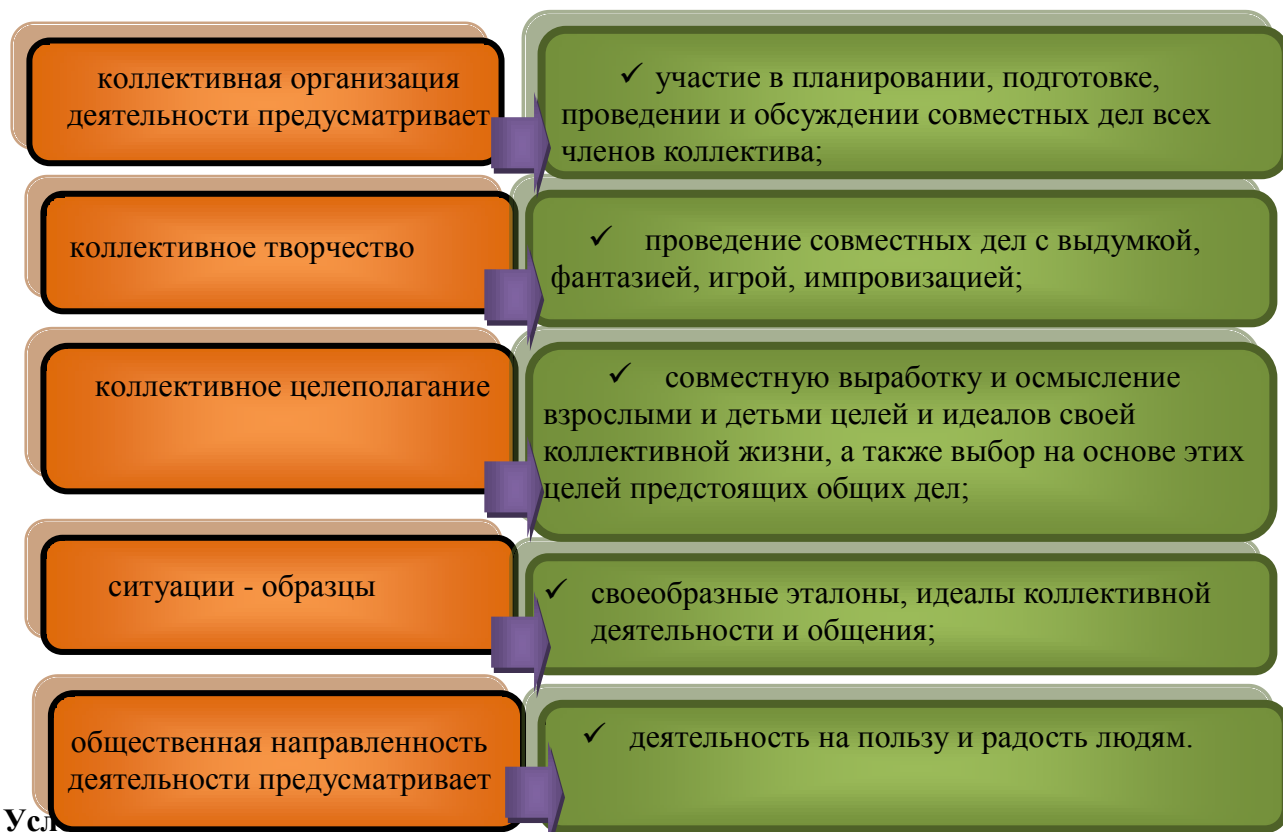 коллективная организация
деятельности предусматривает
✓ участие в планировании, подготовке,
проведении и обсуждении совместных дел всех
членов коллектива;
коллективное творчество
✓ проведение совместных дел с выдумкой,
фантазией, игрой, импровизацией;
коллективное целеполагание
✓ совместную выработку и осмысление
взрослыми и детьми целей и идеалов своей
коллективной жизни, а также выбор на основе этих
целей предстоящих общих дел;
ситуации - образцы
✓ своеобразные эталоны, идеалы коллективной
деятельности и общения;
общественная направленность
деятельности предусматривает
✓ деятельность на пользу и радость людям.